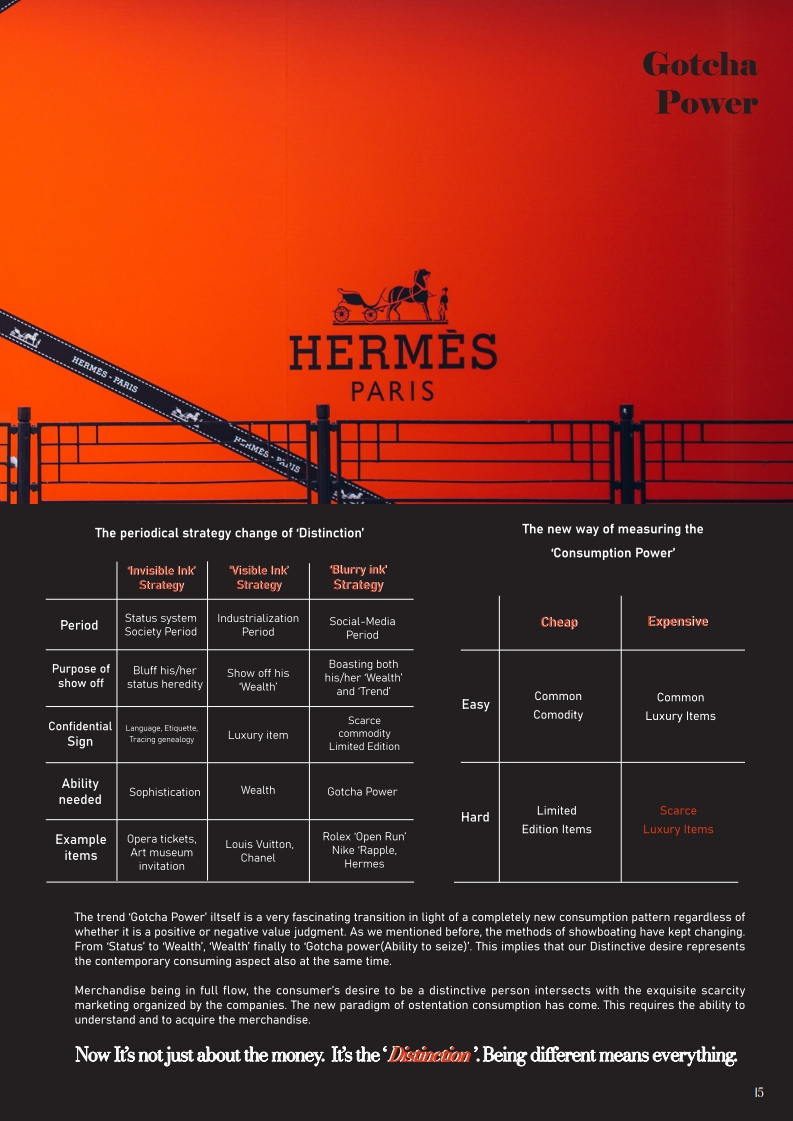 Gotcha
Power
HERMÈS
PARIS
HERMES - PARIS
HERMES - PARIS
The periodical strategy change of ‘Distinction’
‘Invisible Ink’ Strategy
‘Visible Ink’ Strategy
‘Blurry ink’ Strategy
Period
Status system Society Period
Industrialization Period
Social-Media Period
Purpose of show off
Bluff his/her status heredity
Show off his ‘Wealth’
Boasting both his/her ‘Wealth’ and ‘Trend’
Confidential Sign
Language, Etiquette, Tracing genealogy
Luxury item
Scarce commodity Limited Edition
Ability needed
Sophistication
Wealth
Gotcha Power
Example items
Opera tickets, Art museum invitation
Louis Vuitton, Chanel
Rolex ‘Open Run’ Nike ‘Rapple, Hermes
The new way of measuring the
‘Consumption Power’
Cheap
Expensive
Easy
Common Comodity
Common Luxury Items
Hard
Limited Edition Items
Scarce Luxury Items
The trend ‘Gotcha Power’ iItself is a very fascinating transition in light of a completely new consumption pattern regardless of
whether it is a positive or negative value judgment. As we mentioned before, the methods of showboating have kept changing.
From ‘Status’ to ‘Wealth’, ‘Wealth’ finally to ‘Gotcha power(Ability to seize)’. This implies that our Distinctive desire represents
the contemporary consuming aspect also at the same time.
Merchandise being in full flow, the consumer’s desire to be a distinctive person intersects with the exquisite scarcity
marketing organized by the companies. The new paradigm of ostentation consumption has come. This requires the ability to
understand and to acquire the merchandise.
Now It’s not just about the money. It’s the ‘Distinction’. Being different means everything.
15